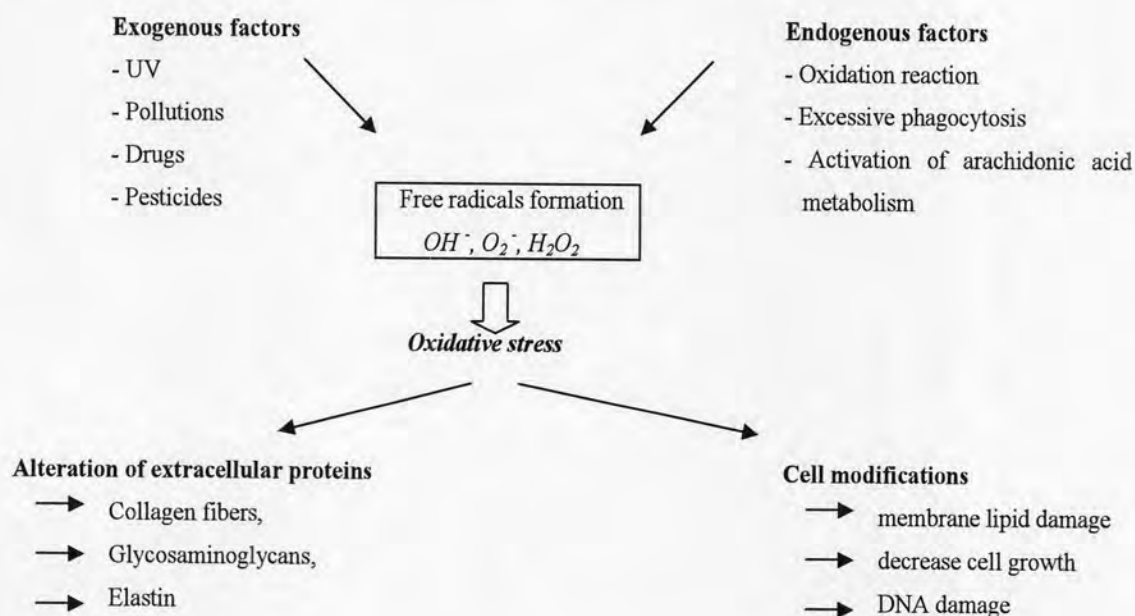 Exogenous factors
- UV
- Pollutions
- Drugs
- Pesticides
Endogenous factors
- Oxidation reaction
- Excessive phagocytosis
- Activation of arachidonic acid
metabolism
Free radicals formation
OH⁻, O₂⁻, H₂O₂
Oxidative stress
Alteration of extracellular proteins
Collagen fibers,
Glycosaminoglycans,
Elastin
Cell modifications
membrane lipid damage
decrease cell growth
DNA damage